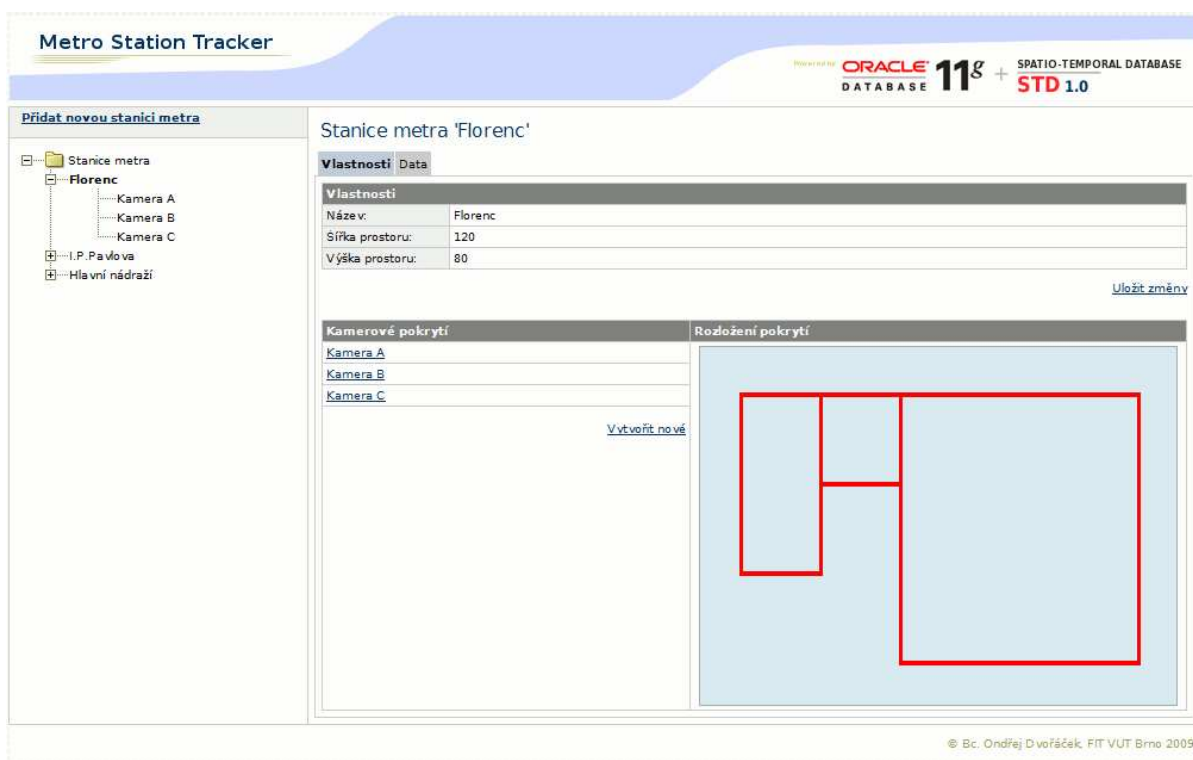 Metro Station Tracker
ORACLE DATABASE 11g + SPATIO-TEMPORAL DATABASE STD 1.0
Přidat novou stanici metra
Stanice metra
Florenc
Kamera A
Kamera B
Kamera C
I.P.Pavlova
Hlavní nádraží
Stanice metra 'Florenc'
Vlastnosti Data
Vlastnosti
Název: Florenc
Šířka prostoru: 120
Výška prostoru: 80
Uložit změny
Kamerové pokrytí Rozložení pokrytí
Kamera A
Kamera B
Kamera C
Vytvořit nové
© Bc. Ondřej Dvořáček, FIT VUT Brno 2009